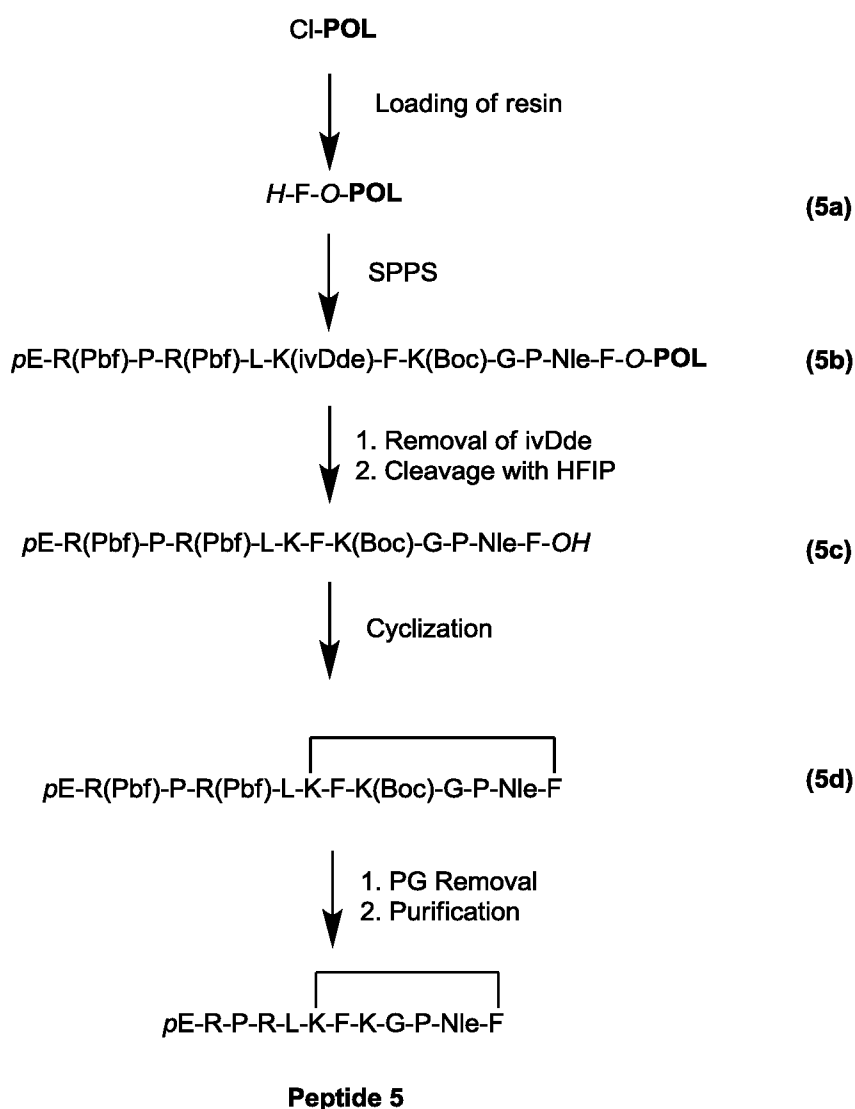 Cl-POL
Loading of resin
H-F-O-POL (5a)
SPPS
pE-R(Pbf)-P-R(Pbf)-L-K(ivDde)-F-K(Boc)-G-P-Nle-F-O-POL (5b)
1. Removal of ivDde
2. Cleavage with HFIP
pE-R(Pbf)-P-R(Pbf)-L-K-F-K(Boc)-G-P-Nle-F-OH (5c)
Cyclization
pE-R(Pbf)-P-R(Pbf)-L-K-F-K(Boc)-G-P-Nle-F (5d)
1. PG Removal
2. Purification
pE-R-P-R-L-K-F-K-G-P-Nle-F
Peptide 5